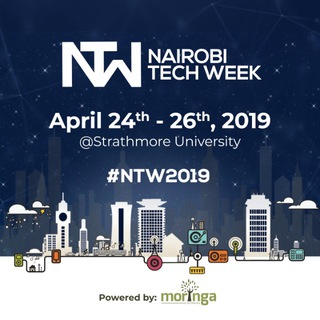 NTW
NAIROBI
TECH WEEK
April 24th - 26th, 2019
@Strathmore University
#NTW2019
Powered by: moringa